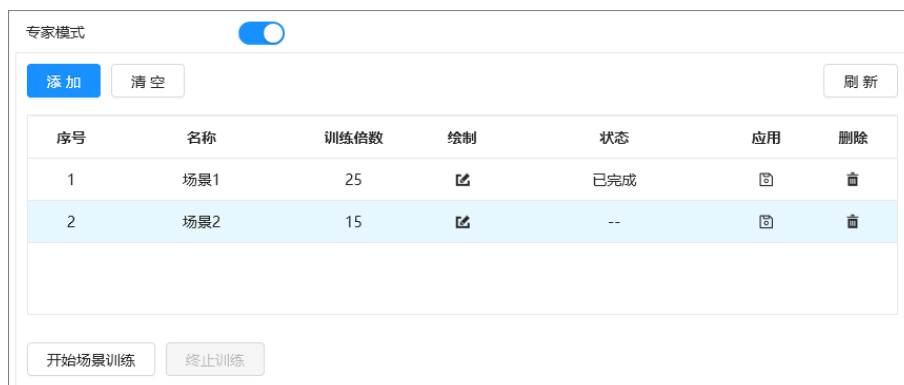 专家模式
添加 清空 刷新
序号 名称 训练倍数 绘制 状态 应用 删除
1 场景1 25 已完成
2 场景2 15 --
开始场景训练 终止训练